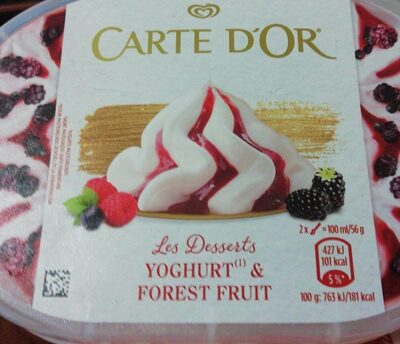 CARTE D'OR
Les Desserts
YOGHURT(1) &
FOREST FRUIT
2x = 100 ml/56 g
427 kJ
101 kcal
5%*
100 g: 763 kJ/181 kcal